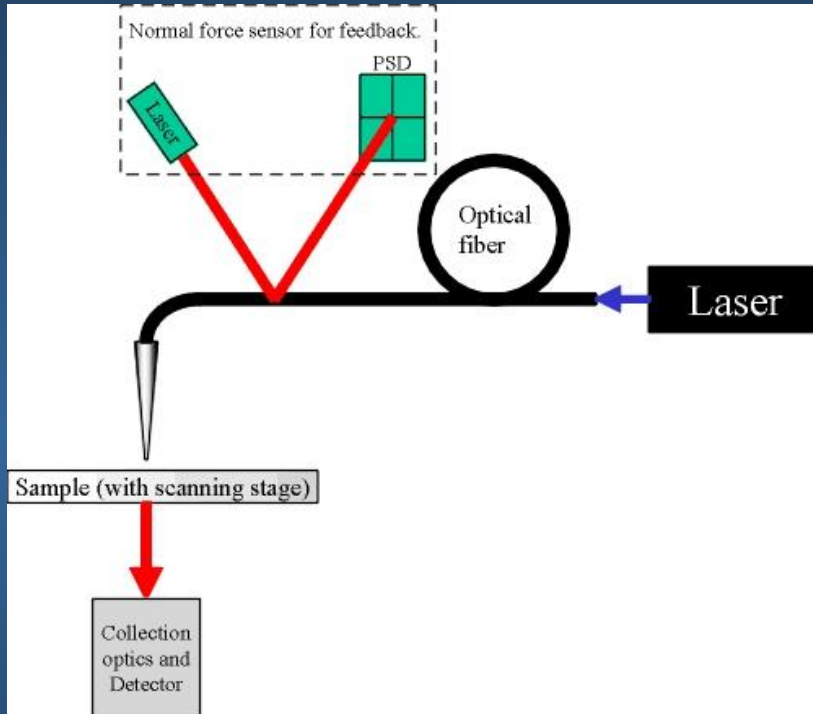 Normal force sensor for feedback.
PSD
Laser
Optical
fiber
Laser
Sample (with scanning stage)
Collection
optics and
Detector